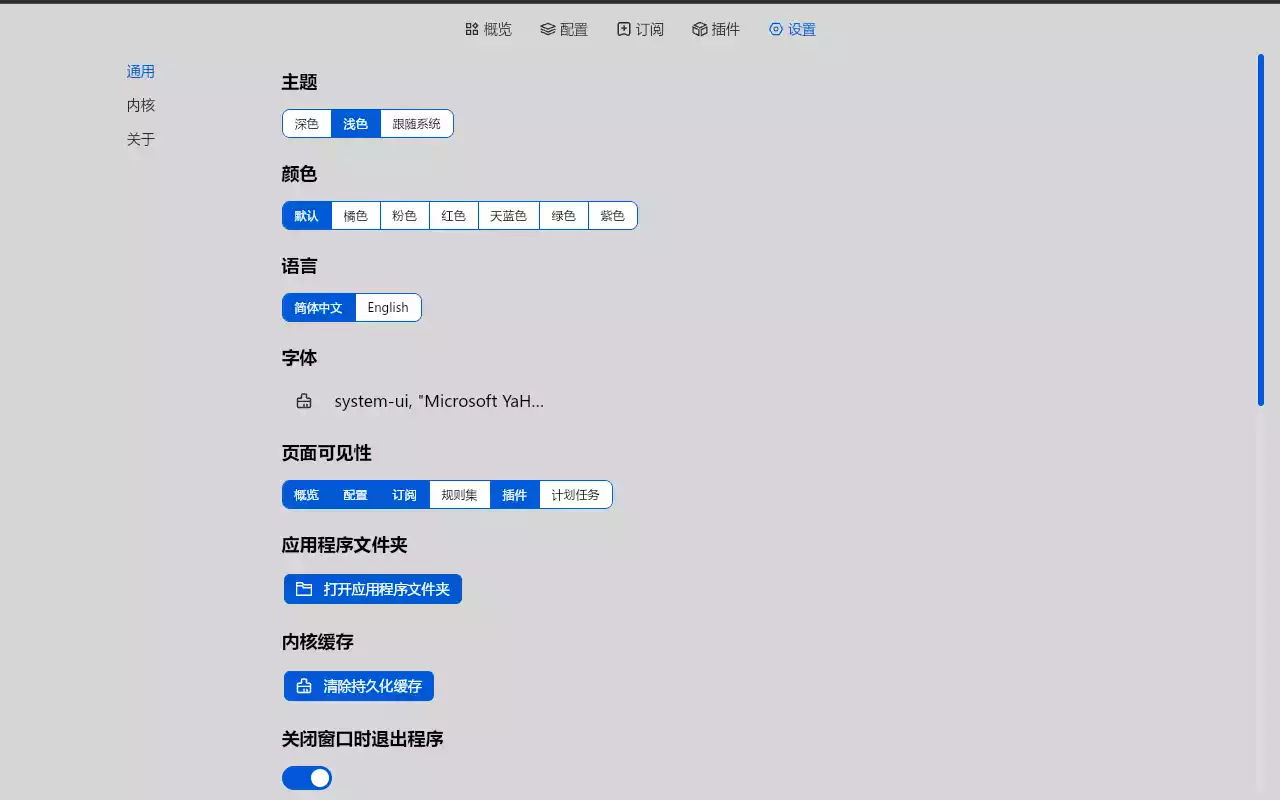 概览 配置 订阅 插件 设置
通用
内核
关于
主题
深色 浅色 跟随系统
颜色
默认 橘色 粉色 红色 天蓝色 绿色 紫色
语言
简体中文 English
字体
system-ui, "Microsoft YaH...
页面可见性
概览 配置 订阅 规则集 插件 计划任务
应用程序文件夹
打开应用程序文件夹
内核缓存
清除持久化缓存
关闭窗口时退出程序